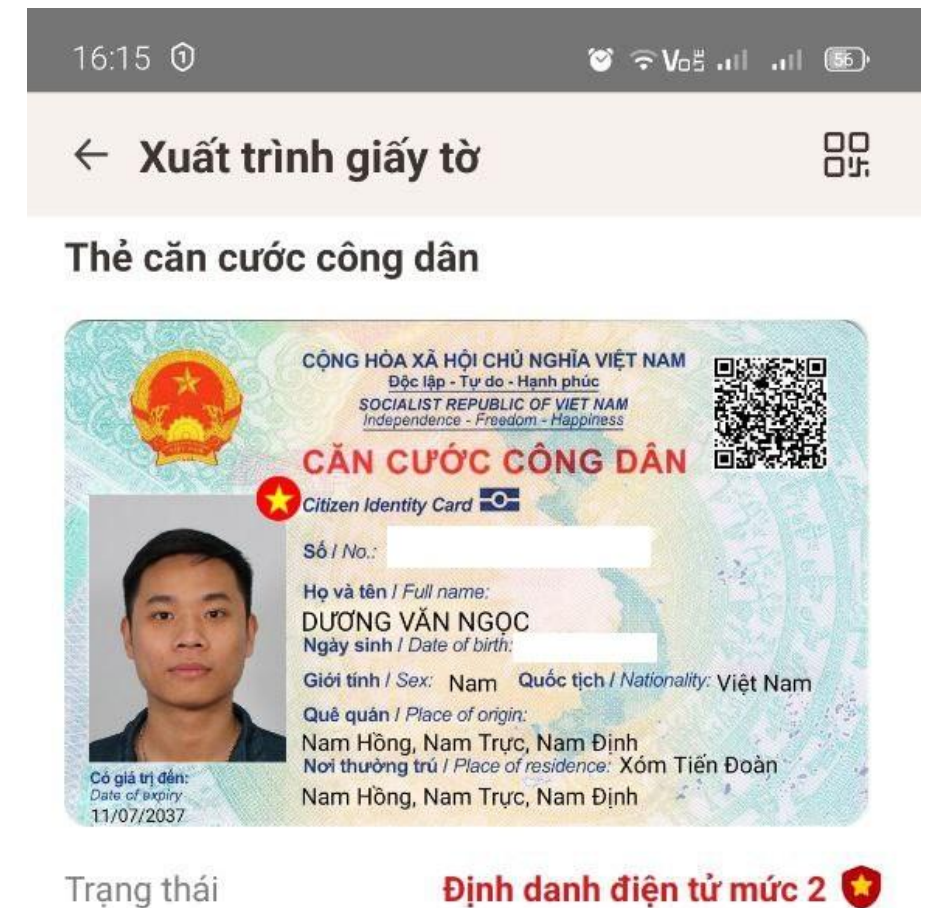 16:15
56
Xuất trình giấy tờ
Thẻ căn cước công dân
CỘNG HÒA XÃ HỘI CHỦ NGHĨA VIỆT NAM
Độc lập - Tự do - Hạnh phúc
SOCIALIST REPUBLIC OF VIET NAM
Independence - Freedom - Happiness
CĂN CƯỚC CÔNG DÂN
Citizen Identity Card
Số / No.:
Họ và tên / Full name:
DƯƠNG VĂN NGỌC
Ngày sinh / Date of birth:
Giới tính / Sex: Nam Quốc tịch / Nationality: Việt Nam
Quê quán / Place of origin:
Nam Hồng, Nam Trực, Nam Định
Nơi thường trú / Place of residence: Xóm Tiến Đoàn
Nam Hồng, Nam Trực, Nam Định
Có giá trị đến:
Date of expiry
11/07/2037
Trạng thái Định danh điện tử mức 2